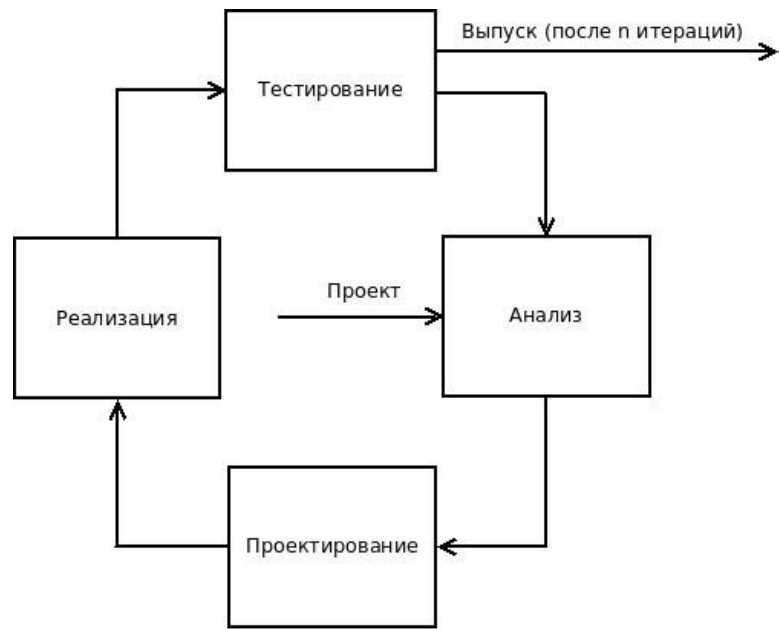 Выпуск (после n итераций)
Тестирование
Проект
Реализация
Анализ
Проектирование